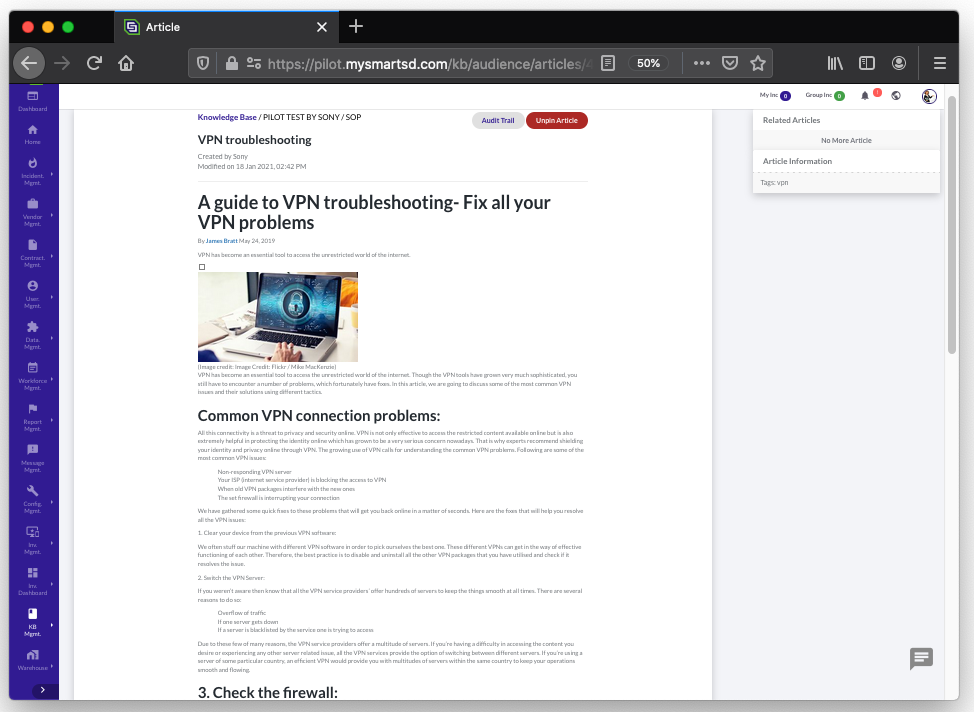 Article
https://pilot.mysmartsd.com/kb/audience/articles/4
50%
My Inc 0
Group Inc 0
Dashboard
Home
Incident. Mgmt.
Vendor Mgmt.
Contract. Mgmt.
User. Mgmt.
Data. Mgmt.
Workforce Mgmt.
Report Mgmt.
Message Mgmt.
Config. Mgmt.
Inv. Mgmt.
Inv. Dashboard
KB Mgmt.
Warehouse
Knowledge Base / PILOT TEST BY SONY / SOP
Audit Trail
Unpin Article
VPN troubleshooting
Created by Sony
Modified on 18 Jan 2021, 02:42 PM
A guide to VPN troubleshooting- Fix all your
VPN problems
By James Bratt May 24, 2019
VPN has become an essential tool to access the unrestricted world of the internet.
(Image credit: Image Credit: Flickr / Mike MacKenzie)
VPN has become an essential tool to access the unrestricted world of the internet. Though the VPN tools have grown very much sophisticated, you
still have to encounter a number of problems, which fortunately have fixes. In this article, we are going to discuss some of the most common VPN
issues and their solutions using different tactics.
Common VPN connection problems:
All this connectivity is a threat to privacy and security online. VPN is not only effective to access the restricted content available online but is also
extremely helpful in protecting the identity online which has grown to be a very serious concern nowadays. That is why experts recommend shielding
your identity and privacy online through VPN. The growing use of VPN calls for understanding the common VPN problems. Following are some of the
most common VPN issues:
Non-responding VPN server
Your ISP (internet service provider) is blocking the access to VPN
When old VPN packages interfere with the new ones
The set firewall is interrupting your connection
We have gathered some quick fixes to these problems that will get you back online in a matter of seconds. Here are the fixes that will help you resolve
all the VPN issues:
1. Clear your device from the previous VPN software:
We often stuff our machine with different VPN software in order to pick ourselves the best one. These different VPNs can get in the way of effective
functioning of each other. Therefore, the best practice is to disable and uninstall all the other VPN packages that you have utilised and check if it
resolves the issue.
2. Switch the VPN Server:
If you weren't aware then know that all the VPN service providers' offer hundreds of servers to keep the things smooth at all times. There are several
reasons to do so:
Overflow of traffic
If one server gets down
If a server is blacklisted by the service one is trying to access
Due to these few of many reasons, the VPN service providers offer a multitude of servers. If you're having a difficulty in accessing the content you
desire or experiencing any other server related issue, all the VPN services provide the option of switching between different servers. If you're using a
server of some particular country, an efficient VPN would provide you with multitudes of servers within the same country to keep your operations
smooth and flowing.
3. Check the firewall:
Related Articles
No More Article
Article Information
Tags: vpn